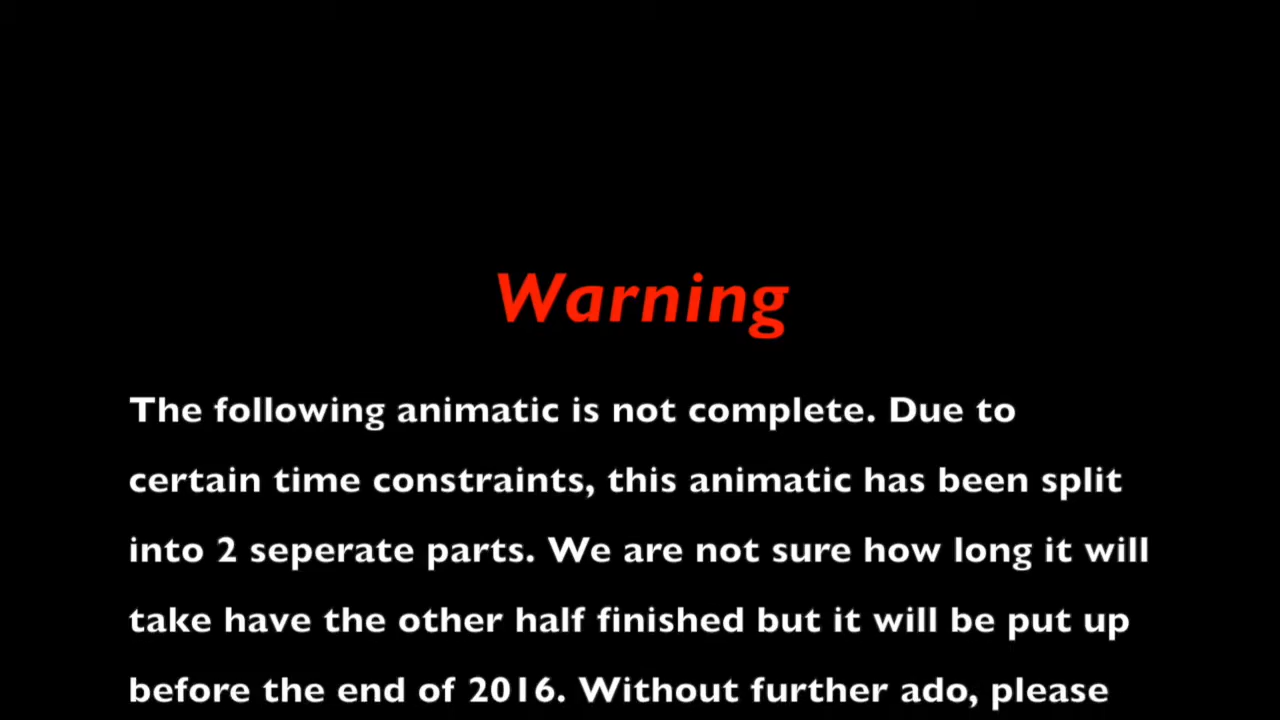 Warning
The following animatic is not complete. Due to
certain time constraints, this animatic has been split
into 2 seperate parts. We are not sure how long it will
take have the other half finished but it will be put up
before the end of 2016. Without further ado, please